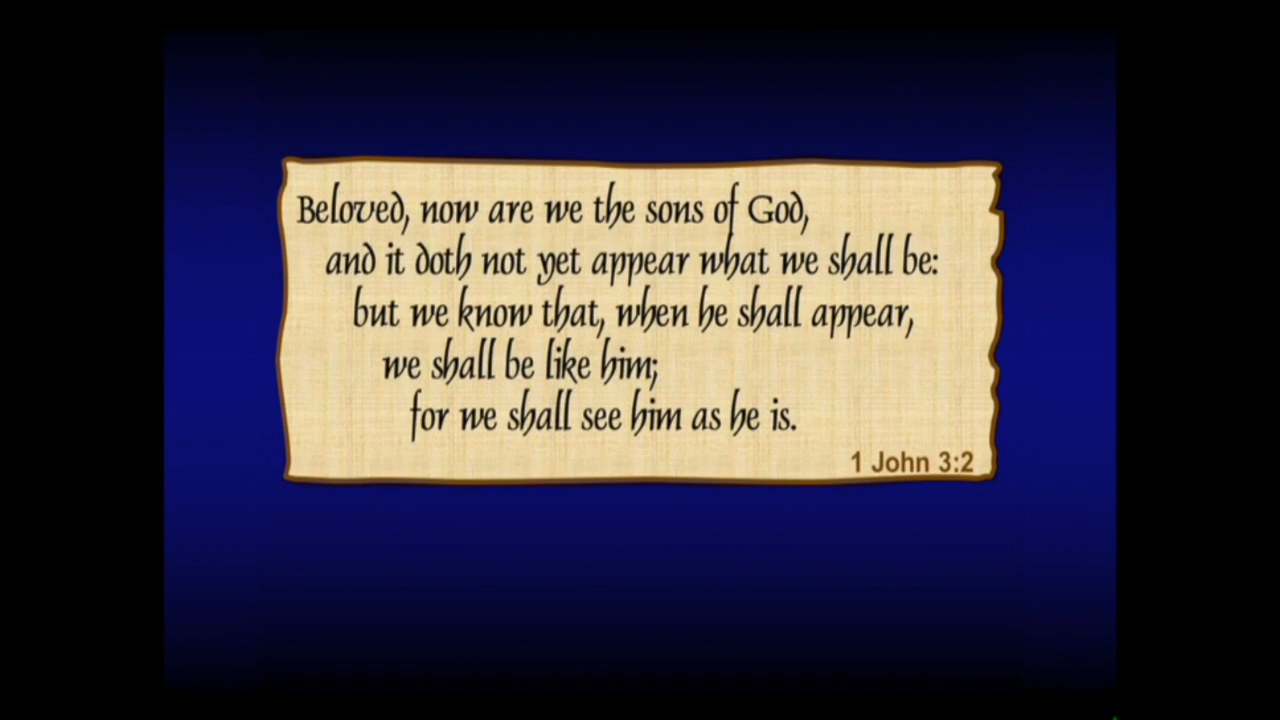 Beloved, now are we the sons of God,
and it doth not yet appear what we shall be:
but we know that, when he shall appear,
we shall be like him;
for we shall see him as he is.
1 John 3:2